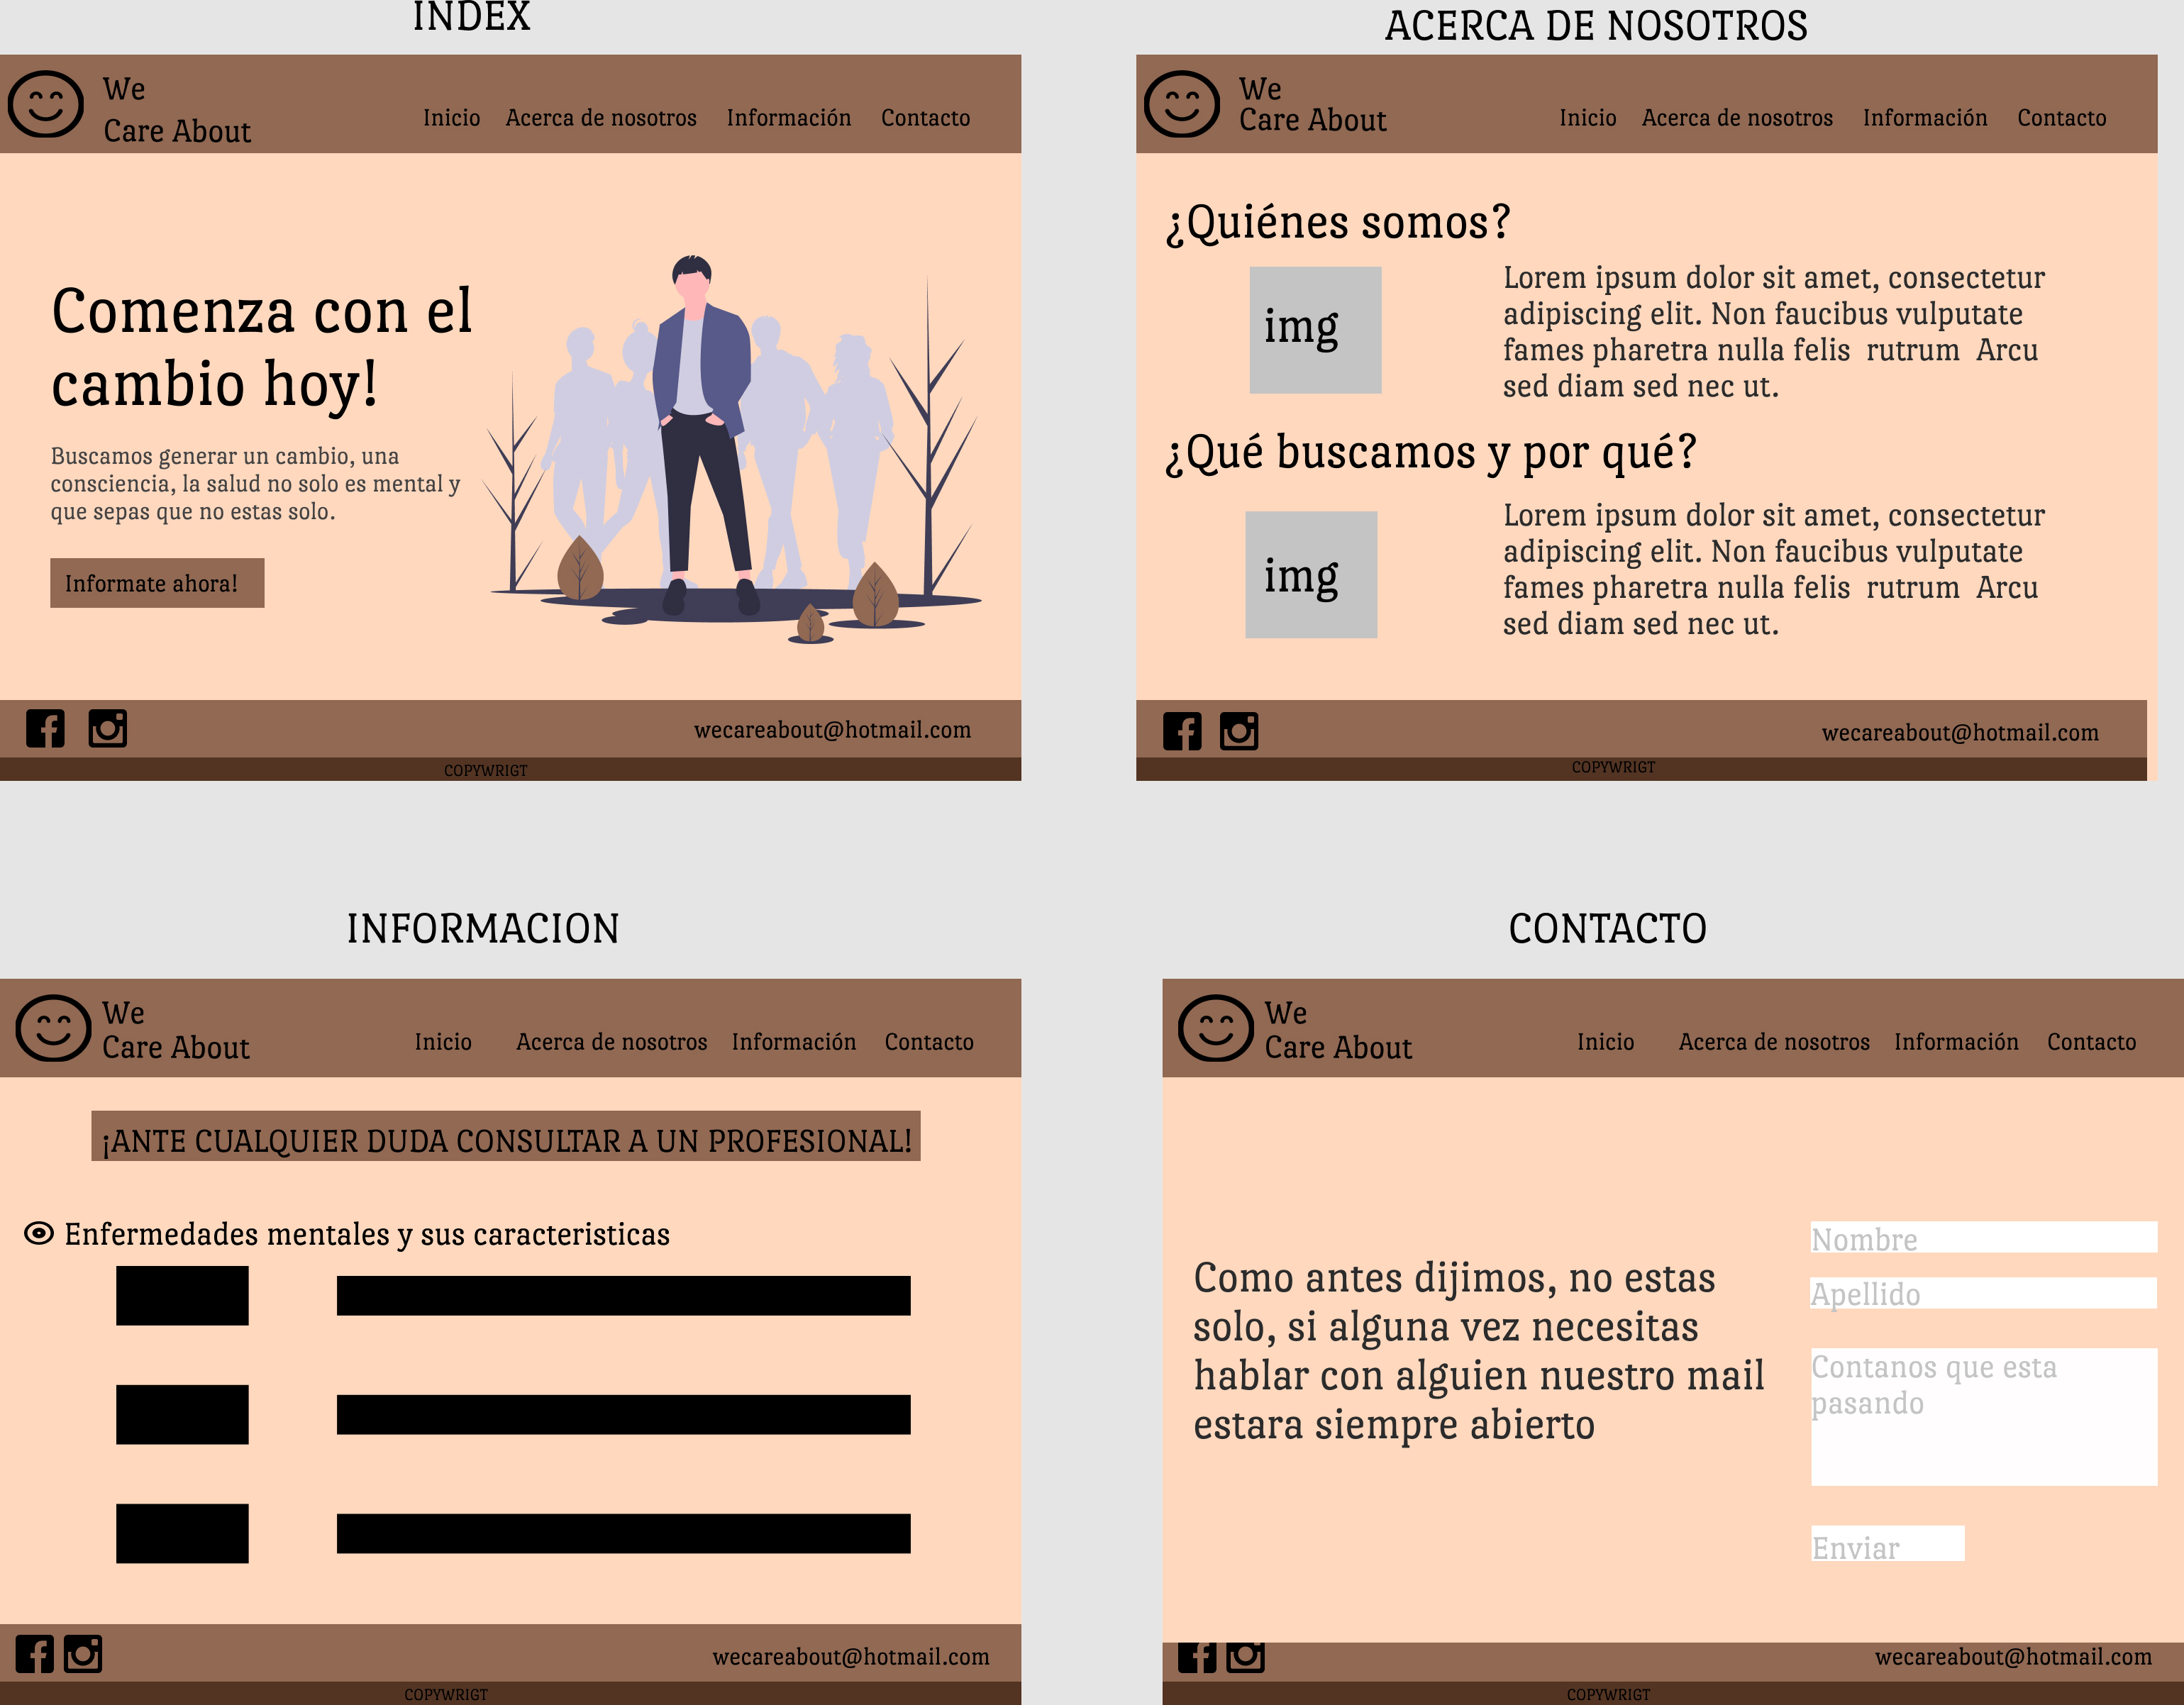 INDEX
We
Care About
Inicio Acerca de nosotros Información Contacto
Comenza con el
cambio hoy!
Buscamos generar un cambio, una
consciencia, la salud no solo es mental y
que sepas que no estas solo.
Informate ahora!
wecareabout@hotmail.com
COPYWRIGT
ACERCA DE NOSOTROS
We
Care About
Inicio Acerca de nosotros Información Contacto
¿Quiénes somos?
img
Lorem ipsum dolor sit amet, consectetur
adipiscing elit. Non faucibus vulputate
fames pharetra nulla felis rutrum Arcu
sed diam sed nec ut.
¿Qué buscamos y por qué?
img
Lorem ipsum dolor sit amet, consectetur
adipiscing elit. Non faucibus vulputate
fames pharetra nulla felis rutrum Arcu
sed diam sed nec ut.
wecareabout@hotmail.com
COPYWRIGT
INFORMACION
We
Care About
Inicio Acerca de nosotros Información Contacto
¡ANTE CUALQUIER DUDA CONSULTAR A UN PROFESIONAL!
Enfermedades mentales y sus caracteristicas
wecareabout@hotmail.com
COPYWRIGT
CONTACTO
We
Care About
Inicio Acerca de nosotros Información Contacto
Como antes dijimos, no estas
solo, si alguna vez necesitas
hablar con alguien nuestro mail
estara siempre abierto
Nombre
Apellido
Contanos que esta
pasando
Enviar
wecareabout@hotmail.com
COPYWRIGT